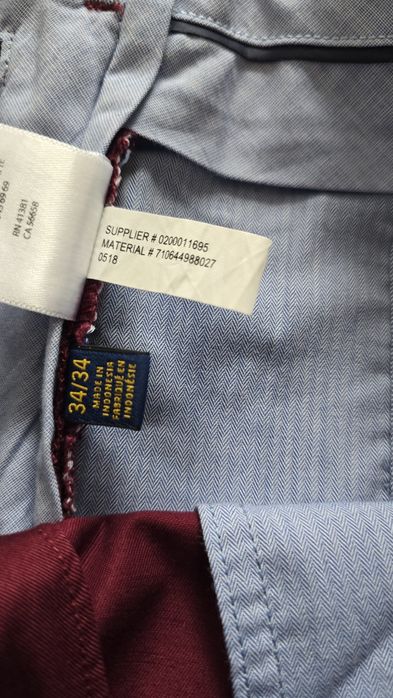 RN 41381
CA 56658
SUPPLIER # 0200011695
MATERIAL # 710644988027
0518
34/34
MADE IN
INDONESIA
FABRIQUÉ EN
INDONÉSIE